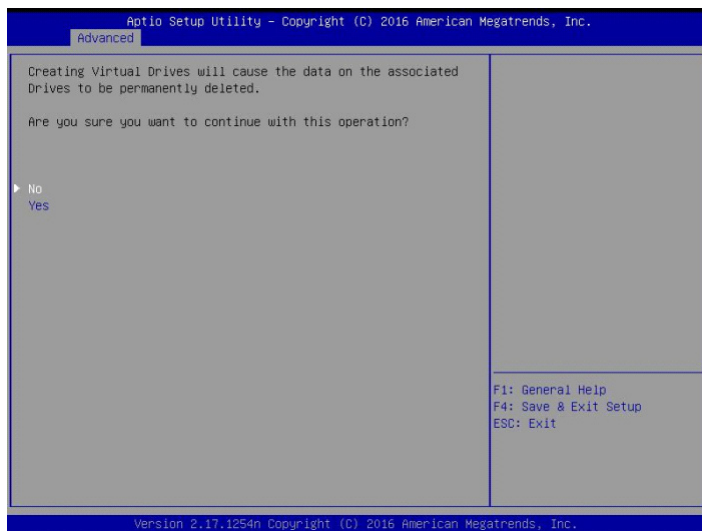 Aptio Setup Utility – Copyright (C) 2016 American Megatrends, Inc.
Advanced
Creating Virtual Drives will cause the data on the associated
Drives to be permanently deleted.
Are you sure you want to continue with this operation?
No
Yes
F1: General Help
F4: Save & Exit Setup
ESC: Exit
Version 2.17.1254n Copyright (C) 2016 American Megatrends, Inc.